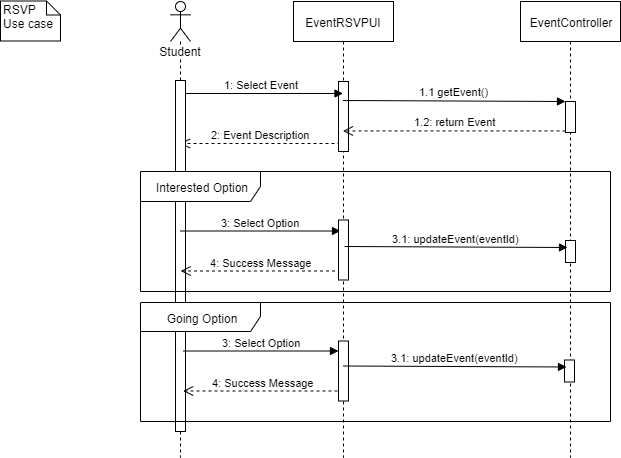 RSVP
Use case
Student
EventRSVPUI
EventController
1: Select Event
1.1 getEvent()
1.2: return Event
2: Event Description
Interested Option
3: Select Option
3.1: updateEvent(eventId)
4: Success Message
Going Option
3: Select Option
3.1: updateEvent(eventId)
4: Success Message